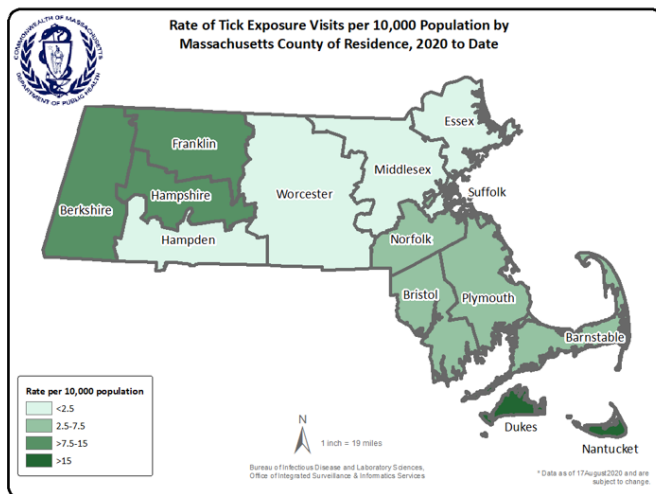 COMMONWEALTH OF MASSACHUSETTS
DEPARTMENT OF PUBLIC HEALTH
Rate of Tick Exposure Visits per 10,000 Population by
Massachusetts County of Residence, 2020 to Date
Essex
Franklin
Middlesex
Suffolk
Hampshire
Worcester
Berkshire
Hampden
Norfolk
Bristol
Plymouth
Barnstable
Rate per 10,000 population
<2.5
2.5-7.5
>7.5-15
>15
N
1 inch = 19 miles
Dukes
Nantucket
Bureau of Infectious Disease and Laboratory Sciences,
Office of Integrated Surveillance & Informatics Services
* Data as of 17August2020 and are
subject to change.